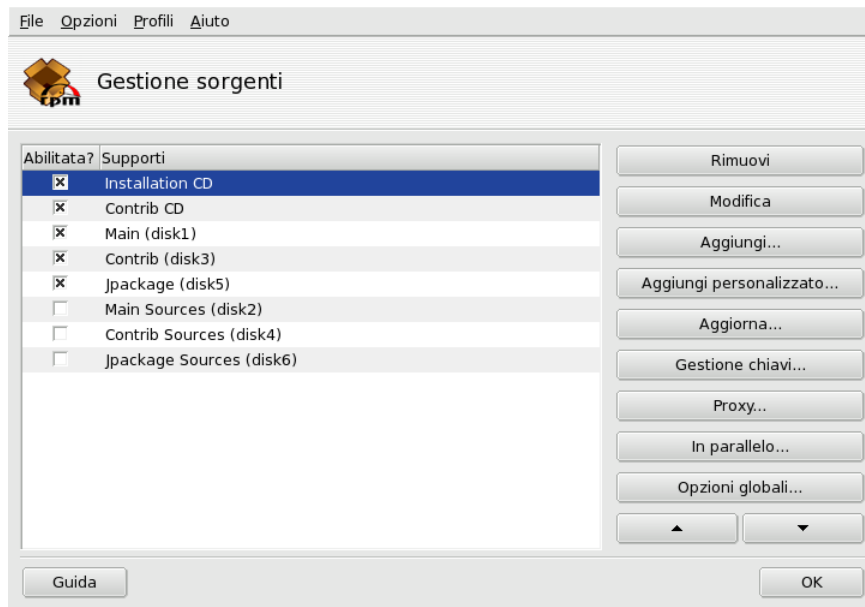 File Opzioni Profili Aiuto
rpm
Gestione sorgenti
Abilitata? Supporti
Installation CD
Contrib CD
Main (disk1)
Contrib (disk3)
Jpackage (disk5)
Main Sources (disk2)
Contrib Sources (disk4)
Jpackage Sources (disk6)
Rimuovi
Modifica
Aggiungi...
Aggiungi personalizzato...
Aggiorna...
Gestione chiavi...
Proxy...
In parallelo...
Opzioni globali...
Guida
OK